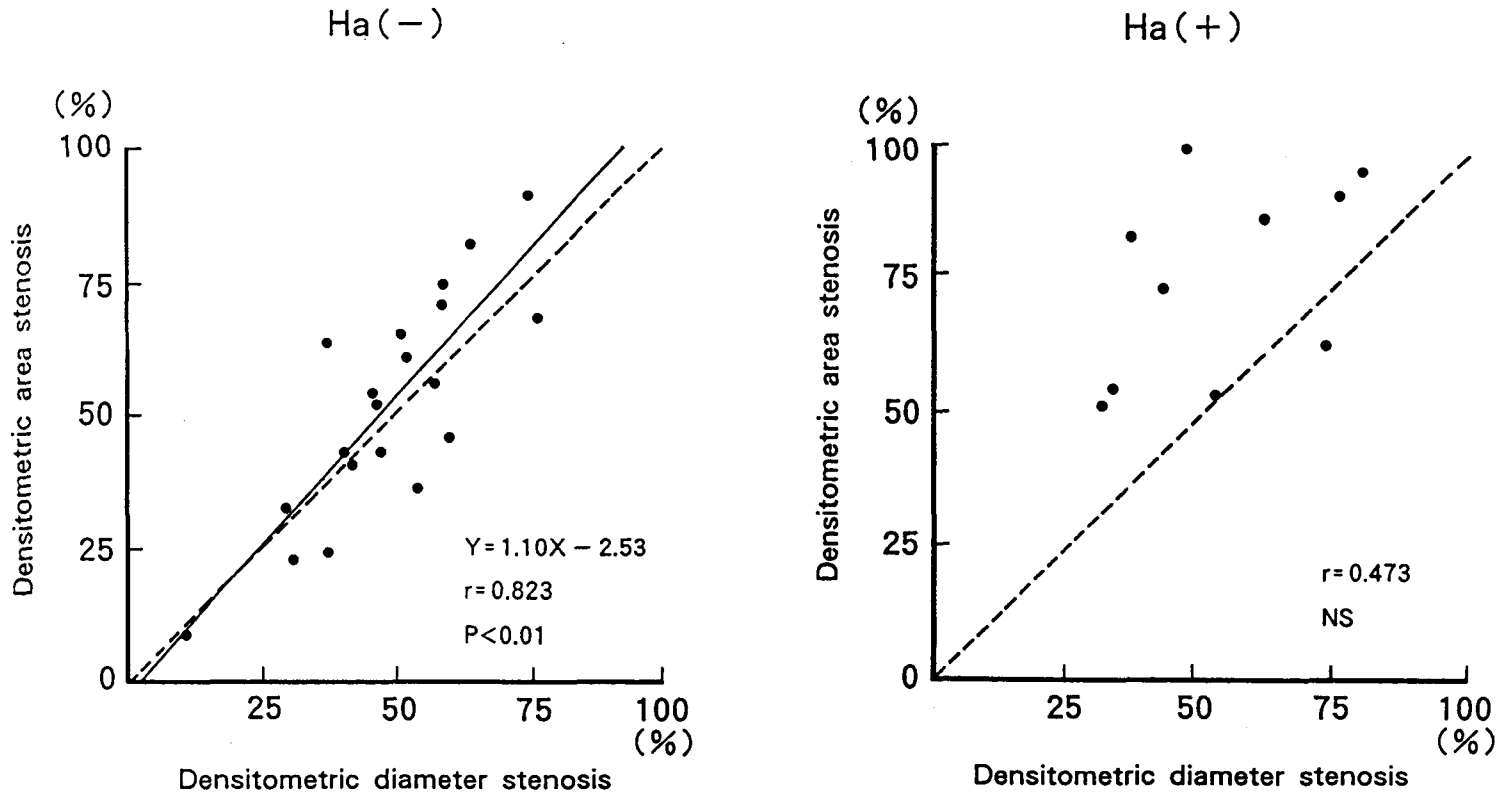 Ha(−)
(%)
100
75
50
25
0
25 50 75 100
(%)
Densitometric area stenosis
Densitometric diameter stenosis
Y=1.10X − 2.53
r=0.823
P<0.01
Ha(+)
(%)
100
75
50
25
0
25 50 75 100
(%)
Densitometric area stenosis
Densitometric diameter stenosis
r=0.473
NS